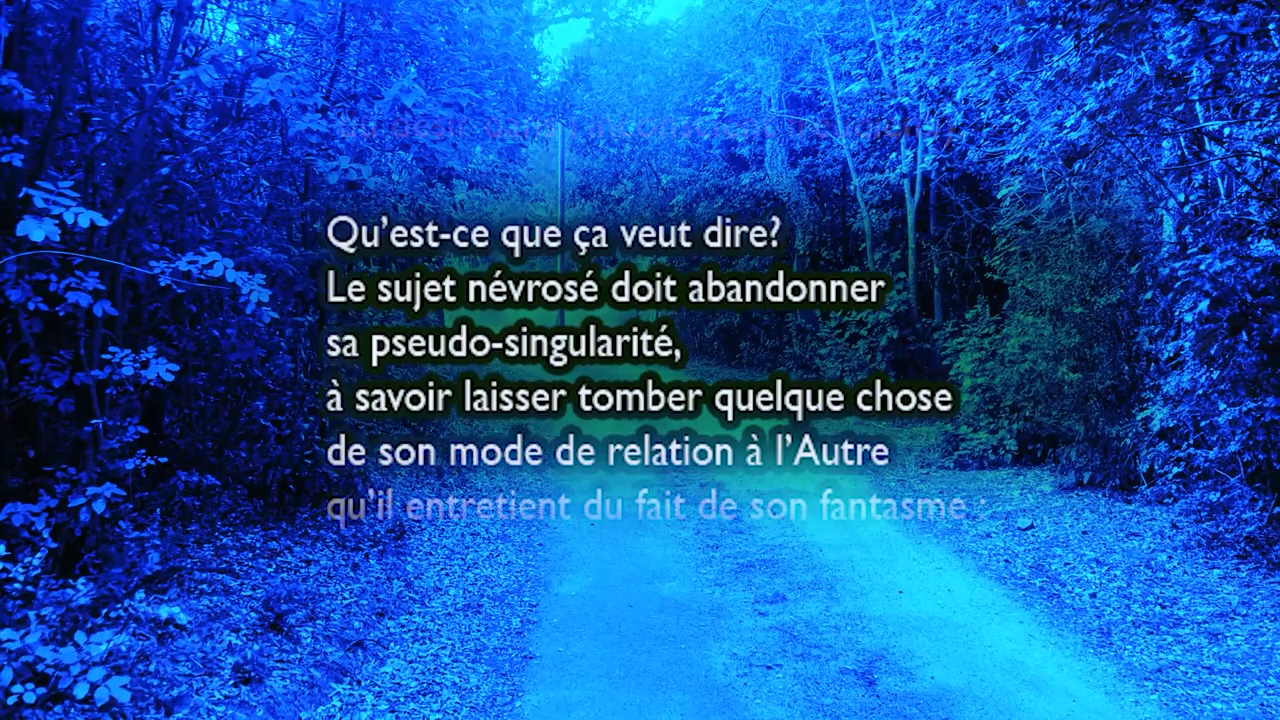 Qu'est-ce que ça veut dire?
Le sujet névrosé doit abandonner
sa pseudo-singularité,
à savoir laisser tomber quelque chose
de son mode de relation à l'Autre
qu'il entretient du fait de son fantasme :